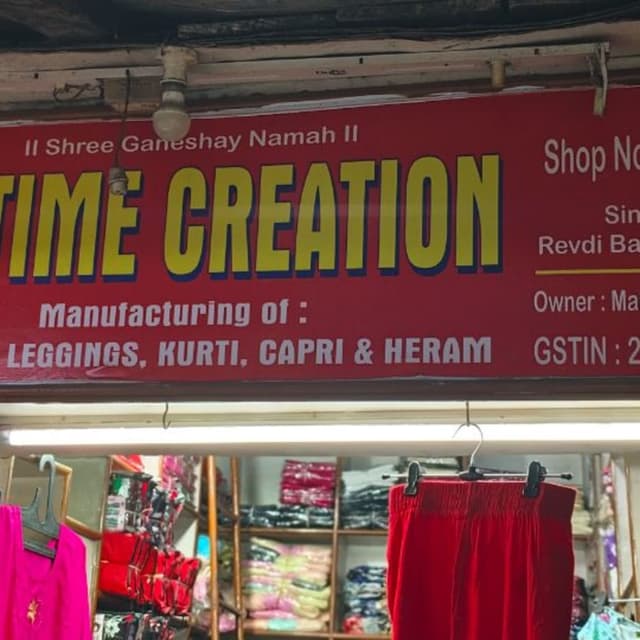 II Shree Ganeshay Namah II
TIME CREATION
Manufacturing of :
LEGGINGS, KURTI, CAPRI & HERAM
Shop No
Sin
Revdi Ba
Owner : Ma
GSTIN : 2